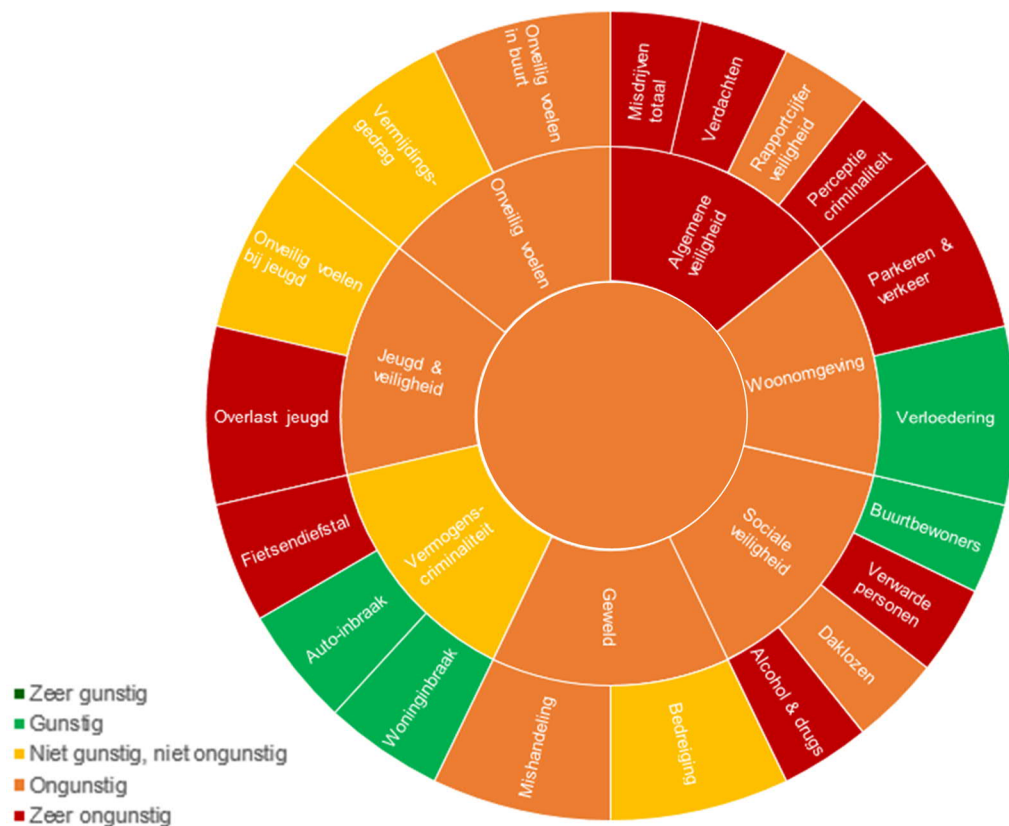 Onveilig voelen
in buurt
Misdrijven
totaal
Verdachten
Rapportcijfer
veiligheid
Perceptie
criminaliteit
Parkeren &
verkeer
Verloedering
Buurtbewoners
Verwarde
personen
Daklozen
Alcohol & drugs
Bedreiging
Mishandeling
Woninginbraak
Auto-inbraak
Fietsendiefstal
Overlast jeugd
Onveilig voelen
bij jeugd
Vermijdings-
gedrag
Onveilig voelen
Algemene
veiligheid
Woonomgeving
Sociale
veiligheid
Geweld
Vermogens-
criminaliteit
Jeugd &
veiligheid
Zeer gunstig
Gunstig
Niet gunstig, niet ongunstig
Ongunstig
Zeer ongunstig